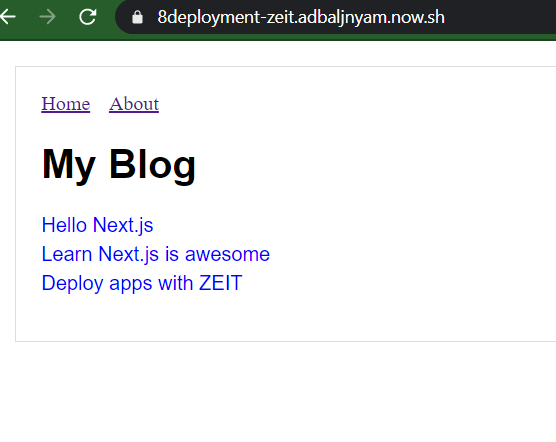 8deployment-zeit.adbaljnyam.now.sh
Home About
My Blog
Hello Next.js
Learn Next.js is awesome
Deploy apps with ZEIT